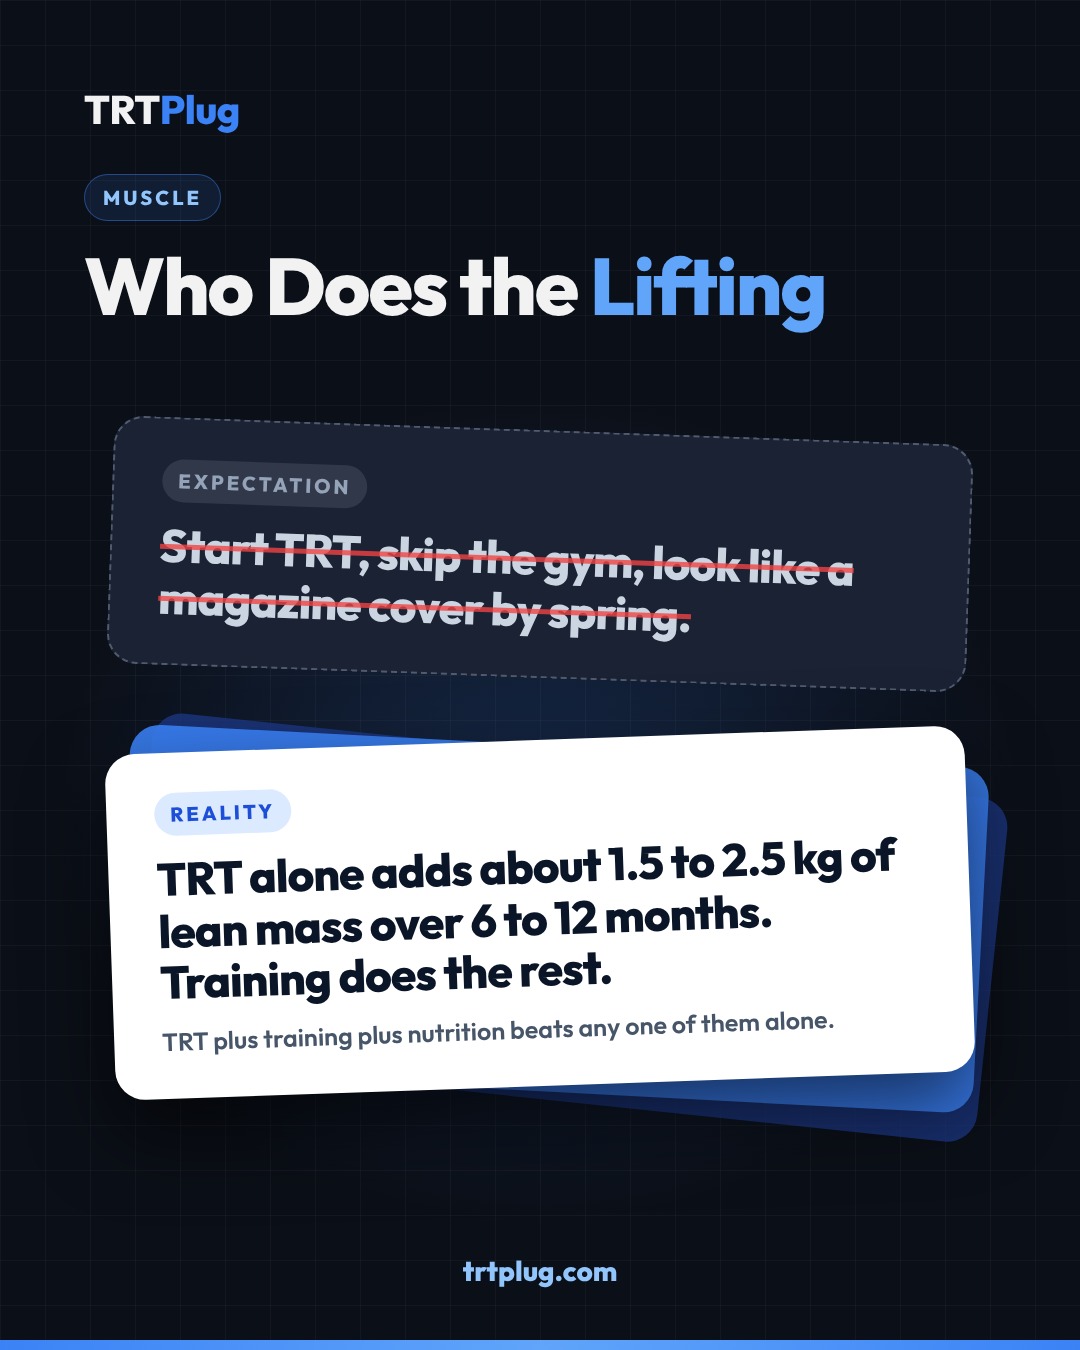 TRTPlug
MUSCLE
Who Does the Lifting
EXPECTATION
Start TRT, skip the gym, look like a
magazine cover by spring.
REALITY
TRT alone adds about 1.5 to 2.5 kg of
lean mass over 6 to 12 months.
Training does the rest.
TRT plus training plus nutrition beats any one of them alone.
trtplug.com